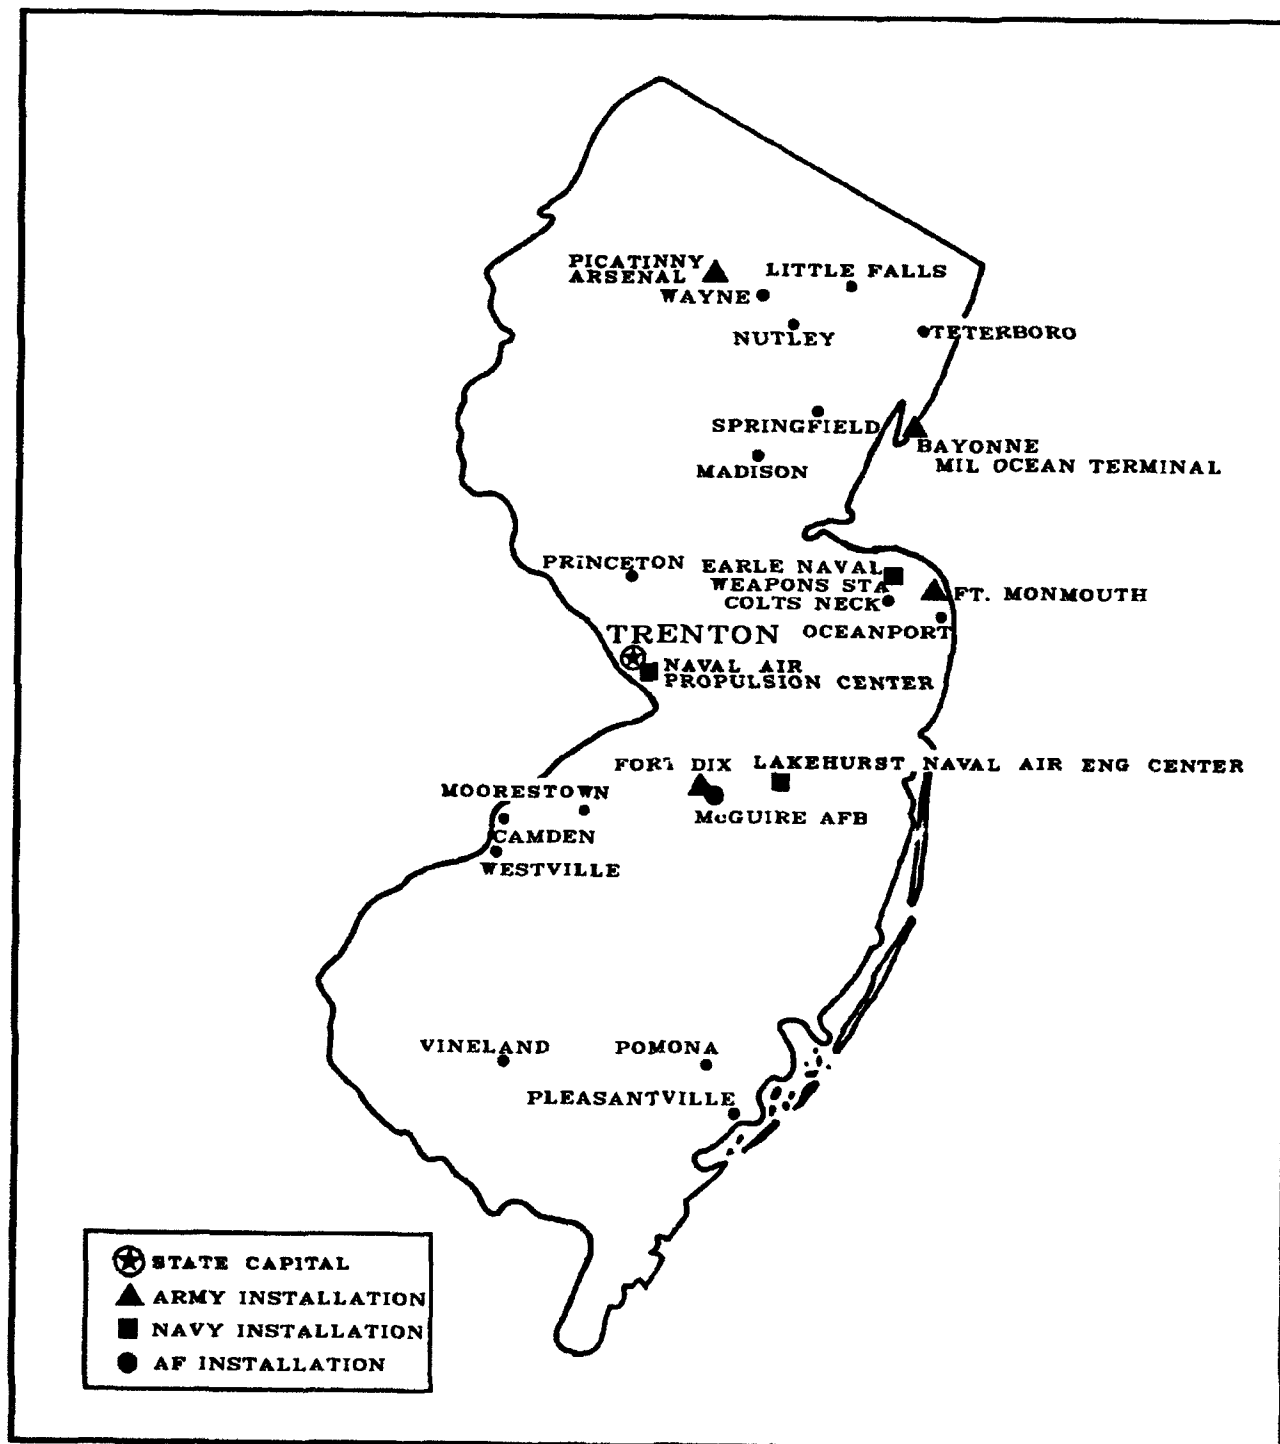 PICATINNY
ARSENAL
LITTLE FALLS
WAYNE
NUTLEY
TETERBORO
SPRINGFIELD
BAYONNE
MIL OCEAN TERMINAL
MADISON
PRINCETON
EARLE NAVAL
WEAPONS STA
COLTS NECK
FT. MONMOUTH
TRENTON
OCEANPORT
NAVAL AIR
PROPULSION CENTER
FORT DIX
LAKEHURST NAVAL AIR ENG CENTER
MOORESTOWN
McGUIRE AFB
CAMDEN
WESTVILLE
VINELAND
POMONA
PLEASANTVILLE
STATE CAPITAL
ARMY INSTALLATION
NAVY INSTALLATION
AF INSTALLATION